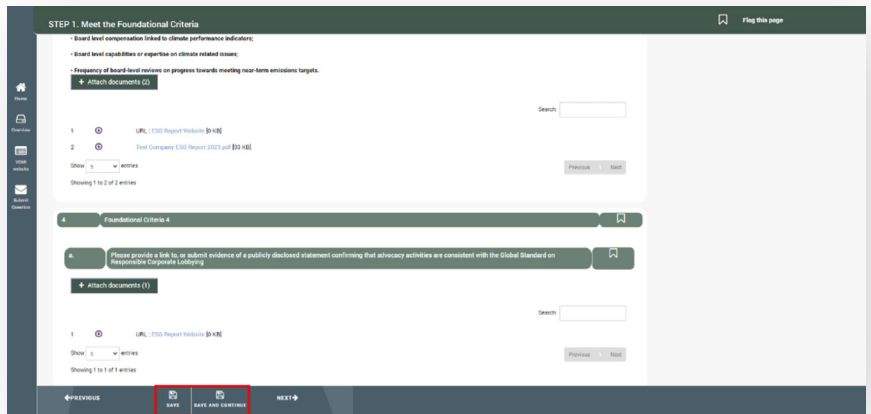 STEP 1. Meet the Foundational Criteria
Flag this page
- Board level compensation linked to climate performance indicators;
- Board level capabilities or expertise on climate related issues;
- Frequency of board-level reviews on progress towards meeting near-term emissions targets.
+ Attach documents (2)
Home
Overview
VCMI website
Submit Question
Search:
1 URL : ESG Report Website [0 KB]
2 Test Company ESG Report 2023.pdf [33 KB]
Show 5 entries
Previous 1 Next
Showing 1 to 2 of 2 entries
4 Foundational Criteria 4
a. Please provide a link to, or submit evidence of a publicly disclosed statement confirming that advocacy activities are consistent with the Global Standard on
Responsible Corporate Lobbying
+ Attach documents (1)
Search:
1 URL : ESG Report Website [0 KB]
Show 5 entries
Previous 1 Next
Showing 1 to 1 of 1 entries
PREVIOUS
SAVE
SAVE AND CONTINUE
NEXT